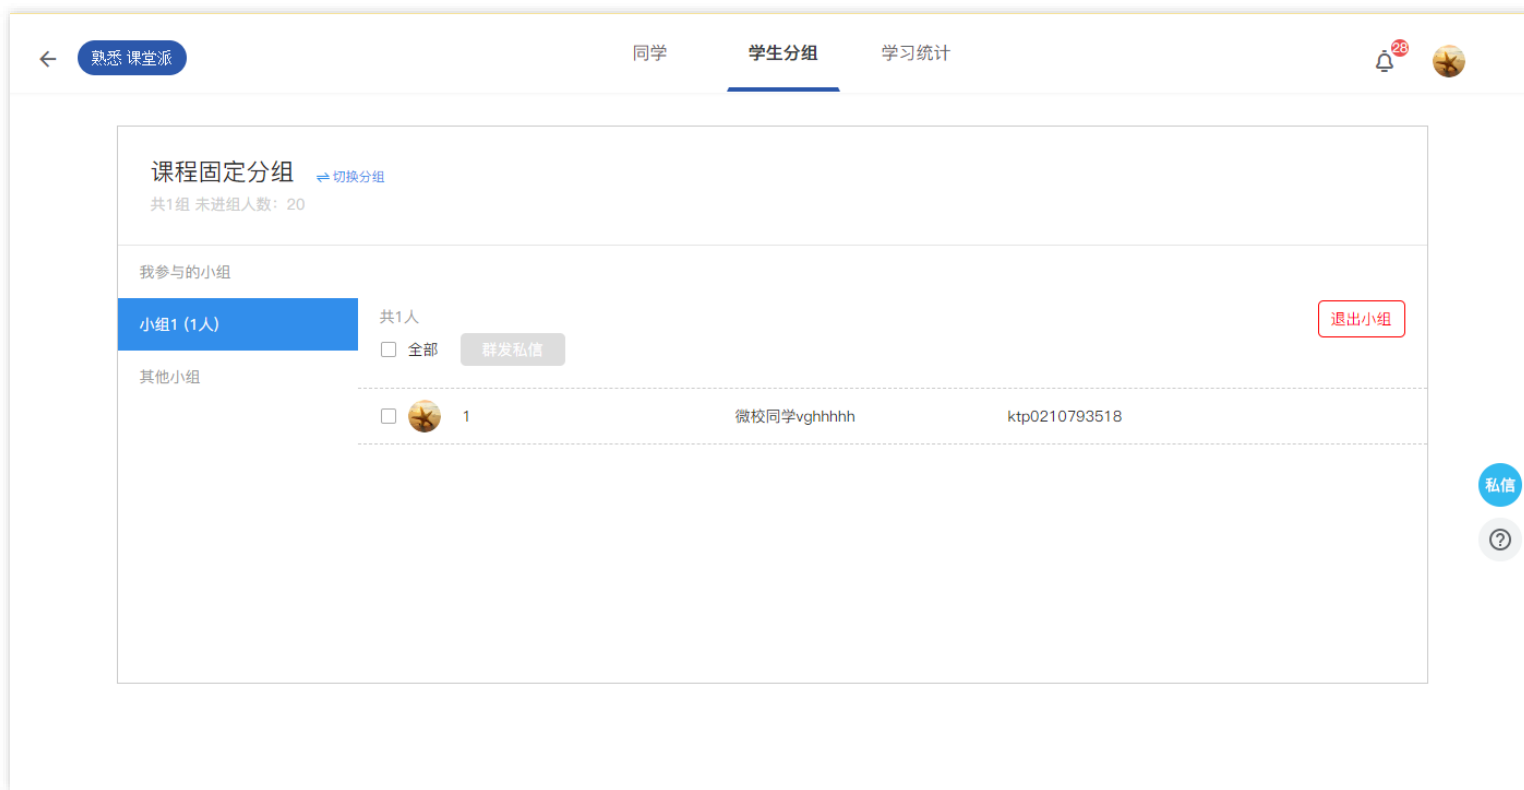 熟悉 课堂派
同学 学生分组 学习统计
28
课程固定分组 切换分组
共1组 未进组人数：20
我参与的小组
小组1 (1人)
其他小组
共1人
退出小组
全部 群发私信
1 微校同学vghhhhh ktp0210793518
私信